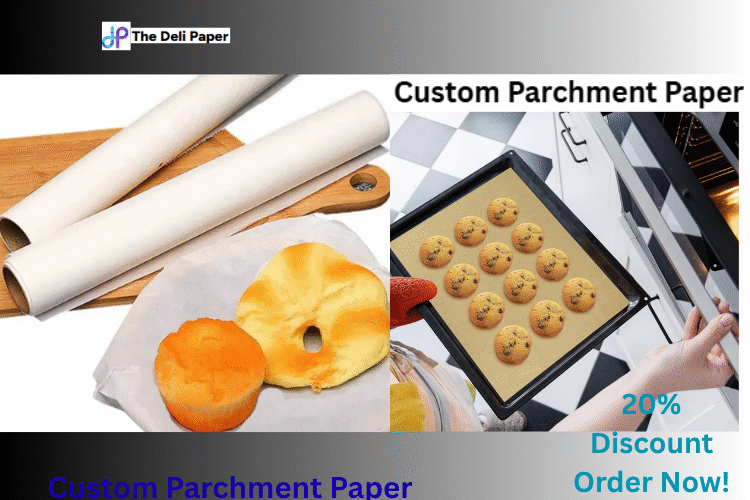 The Deli Paper
Custom Parchment Paper
20%
Discount
Order Now!
Custom Parchment Paper